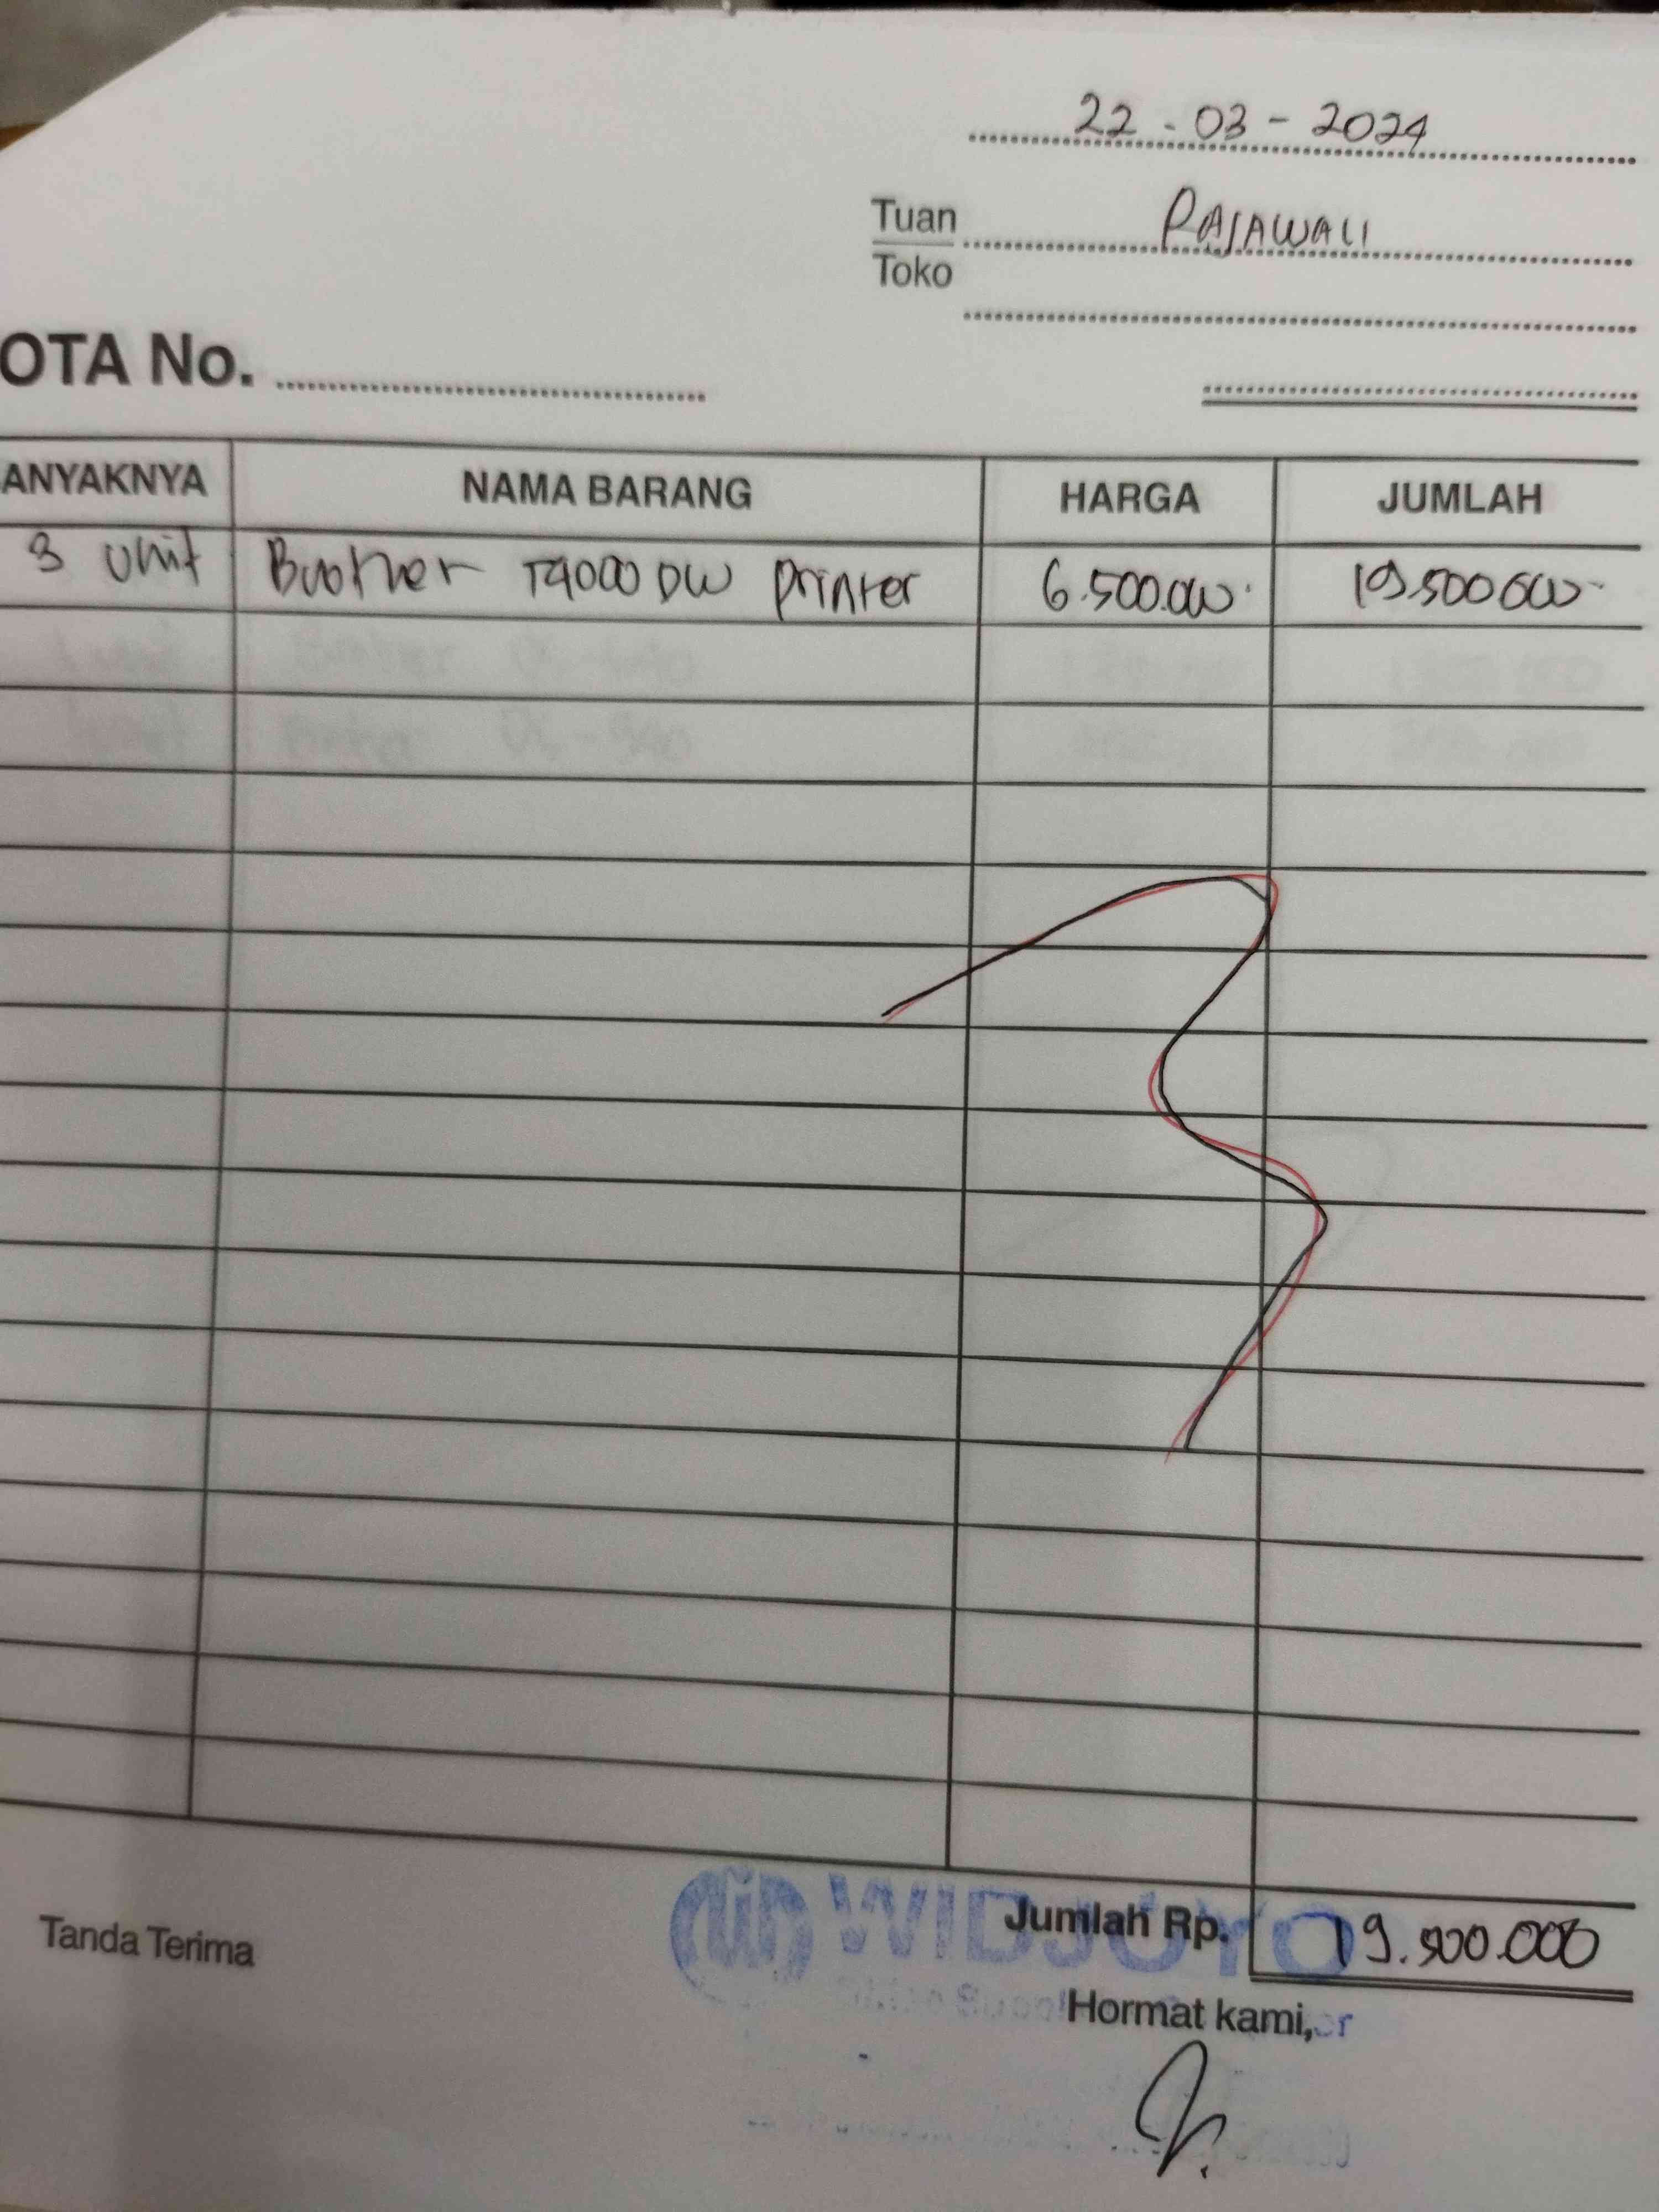 22 - 03 - 2024
Tuan RAJAWALI
Toko
OTA No.
ANYAKNYA NAMA BARANG HARGA JUMLAH
3 Unit Brother T4000 DW printer 6.500.000 19.500.000
Tanda Terima
WIDJOYO
Jumlah Rp. 19.500.000
Hormat kami,